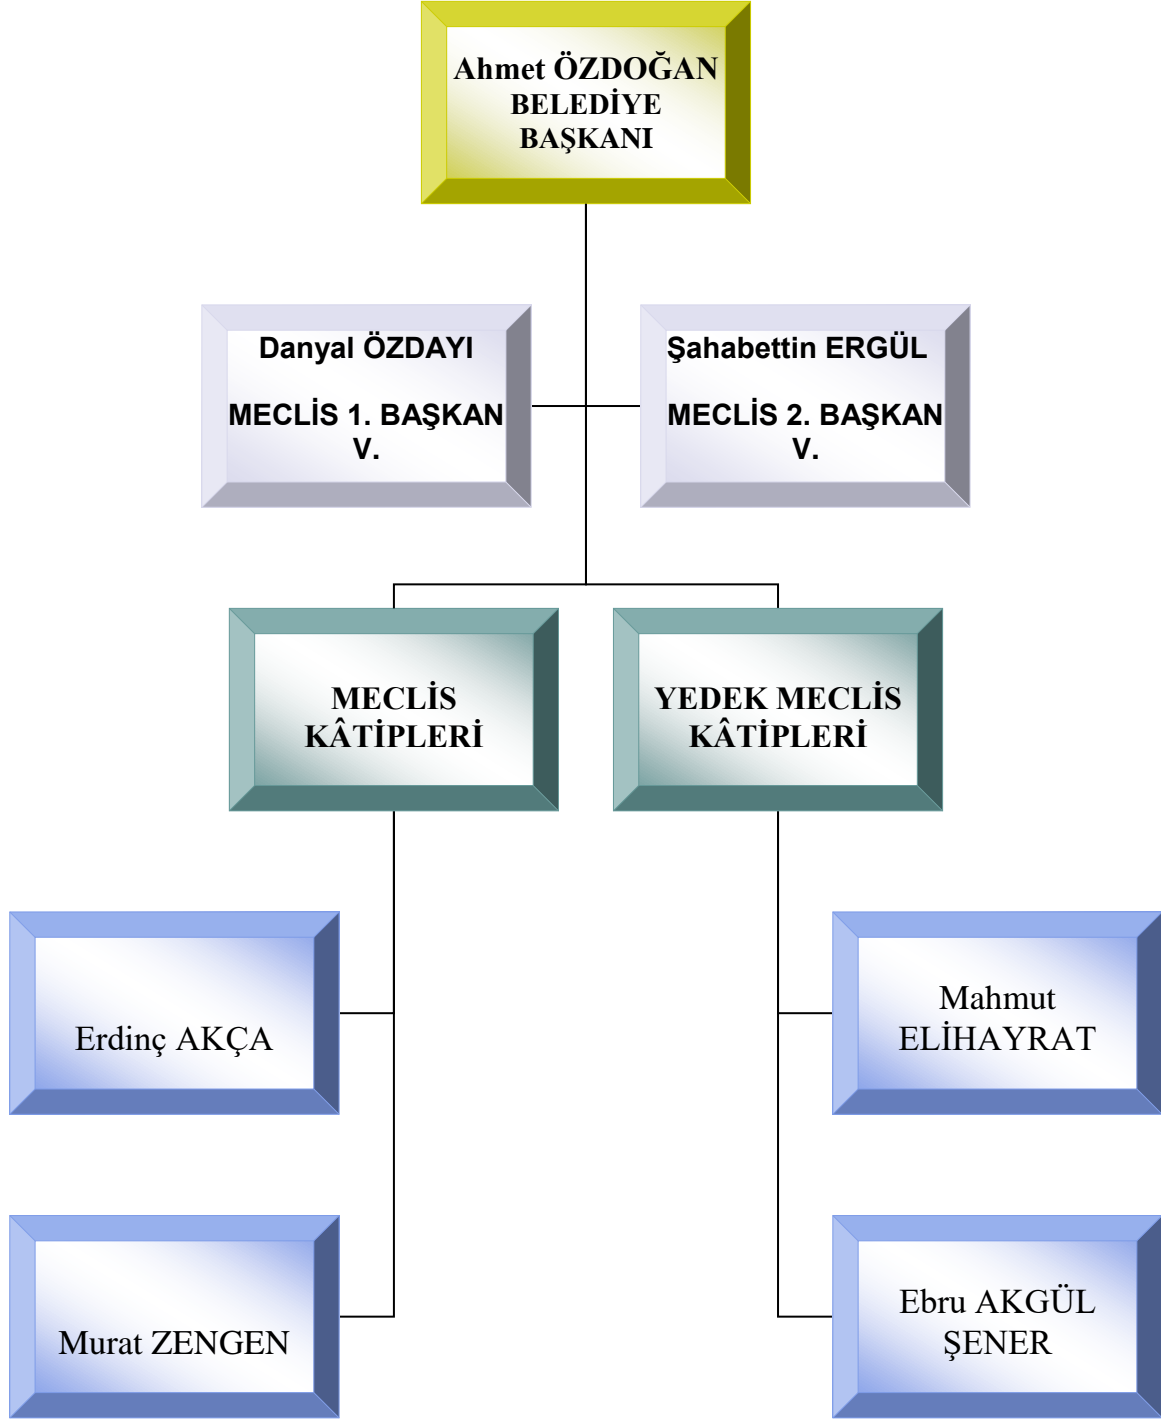 Ahmet ÖZDOĞAN
BELEDİYE
BAŞKANI
Danyal ÖZDAYI
MECLİS 1. BAŞKAN
V.
Şahabettin ERGÜL
MECLİS 2. BAŞKAN
V.
MECLİS
KÂTİPLERİ
YEDEK MECLİS
KÂTİPLERİ
Erdinç AKÇA
Mahmut
ELİHAYRAT
Murat ZENGEN
Ebru AKGÜL
ŞENER